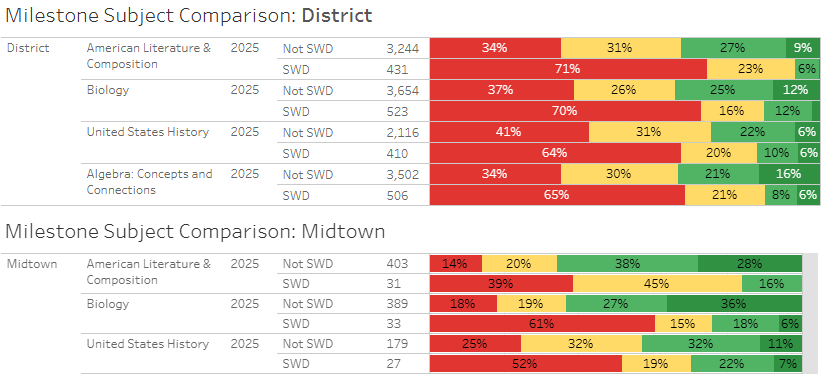 Milestone Subject Comparison: District
District American Literature & Composition 2025 Not SWD 3,244 34% 31% 27% 9%
SWD 431 71% 23% 6%
Biology 2025 Not SWD 3,654 37% 26% 25% 12%
SWD 523 70% 16% 12%
United States History 2025 Not SWD 2,116 41% 31% 22% 6%
SWD 410 64% 20% 10% 6%
Algebra: Concepts and Connections 2025 Not SWD 3,502 34% 30% 21% 16%
SWD 506 65% 21% 8% 6%
Milestone Subject Comparison: Midtown
Midtown American Literature & Composition 2025 Not SWD 403 14% 20% 38% 28%
SWD 31 39% 45% 16%
Biology 2025 Not SWD 389 18% 19% 27% 36%
SWD 33 61% 15% 18% 6%
United States History 2025 Not SWD 179 25% 32% 32% 11%
SWD 27 52% 19% 22% 7%